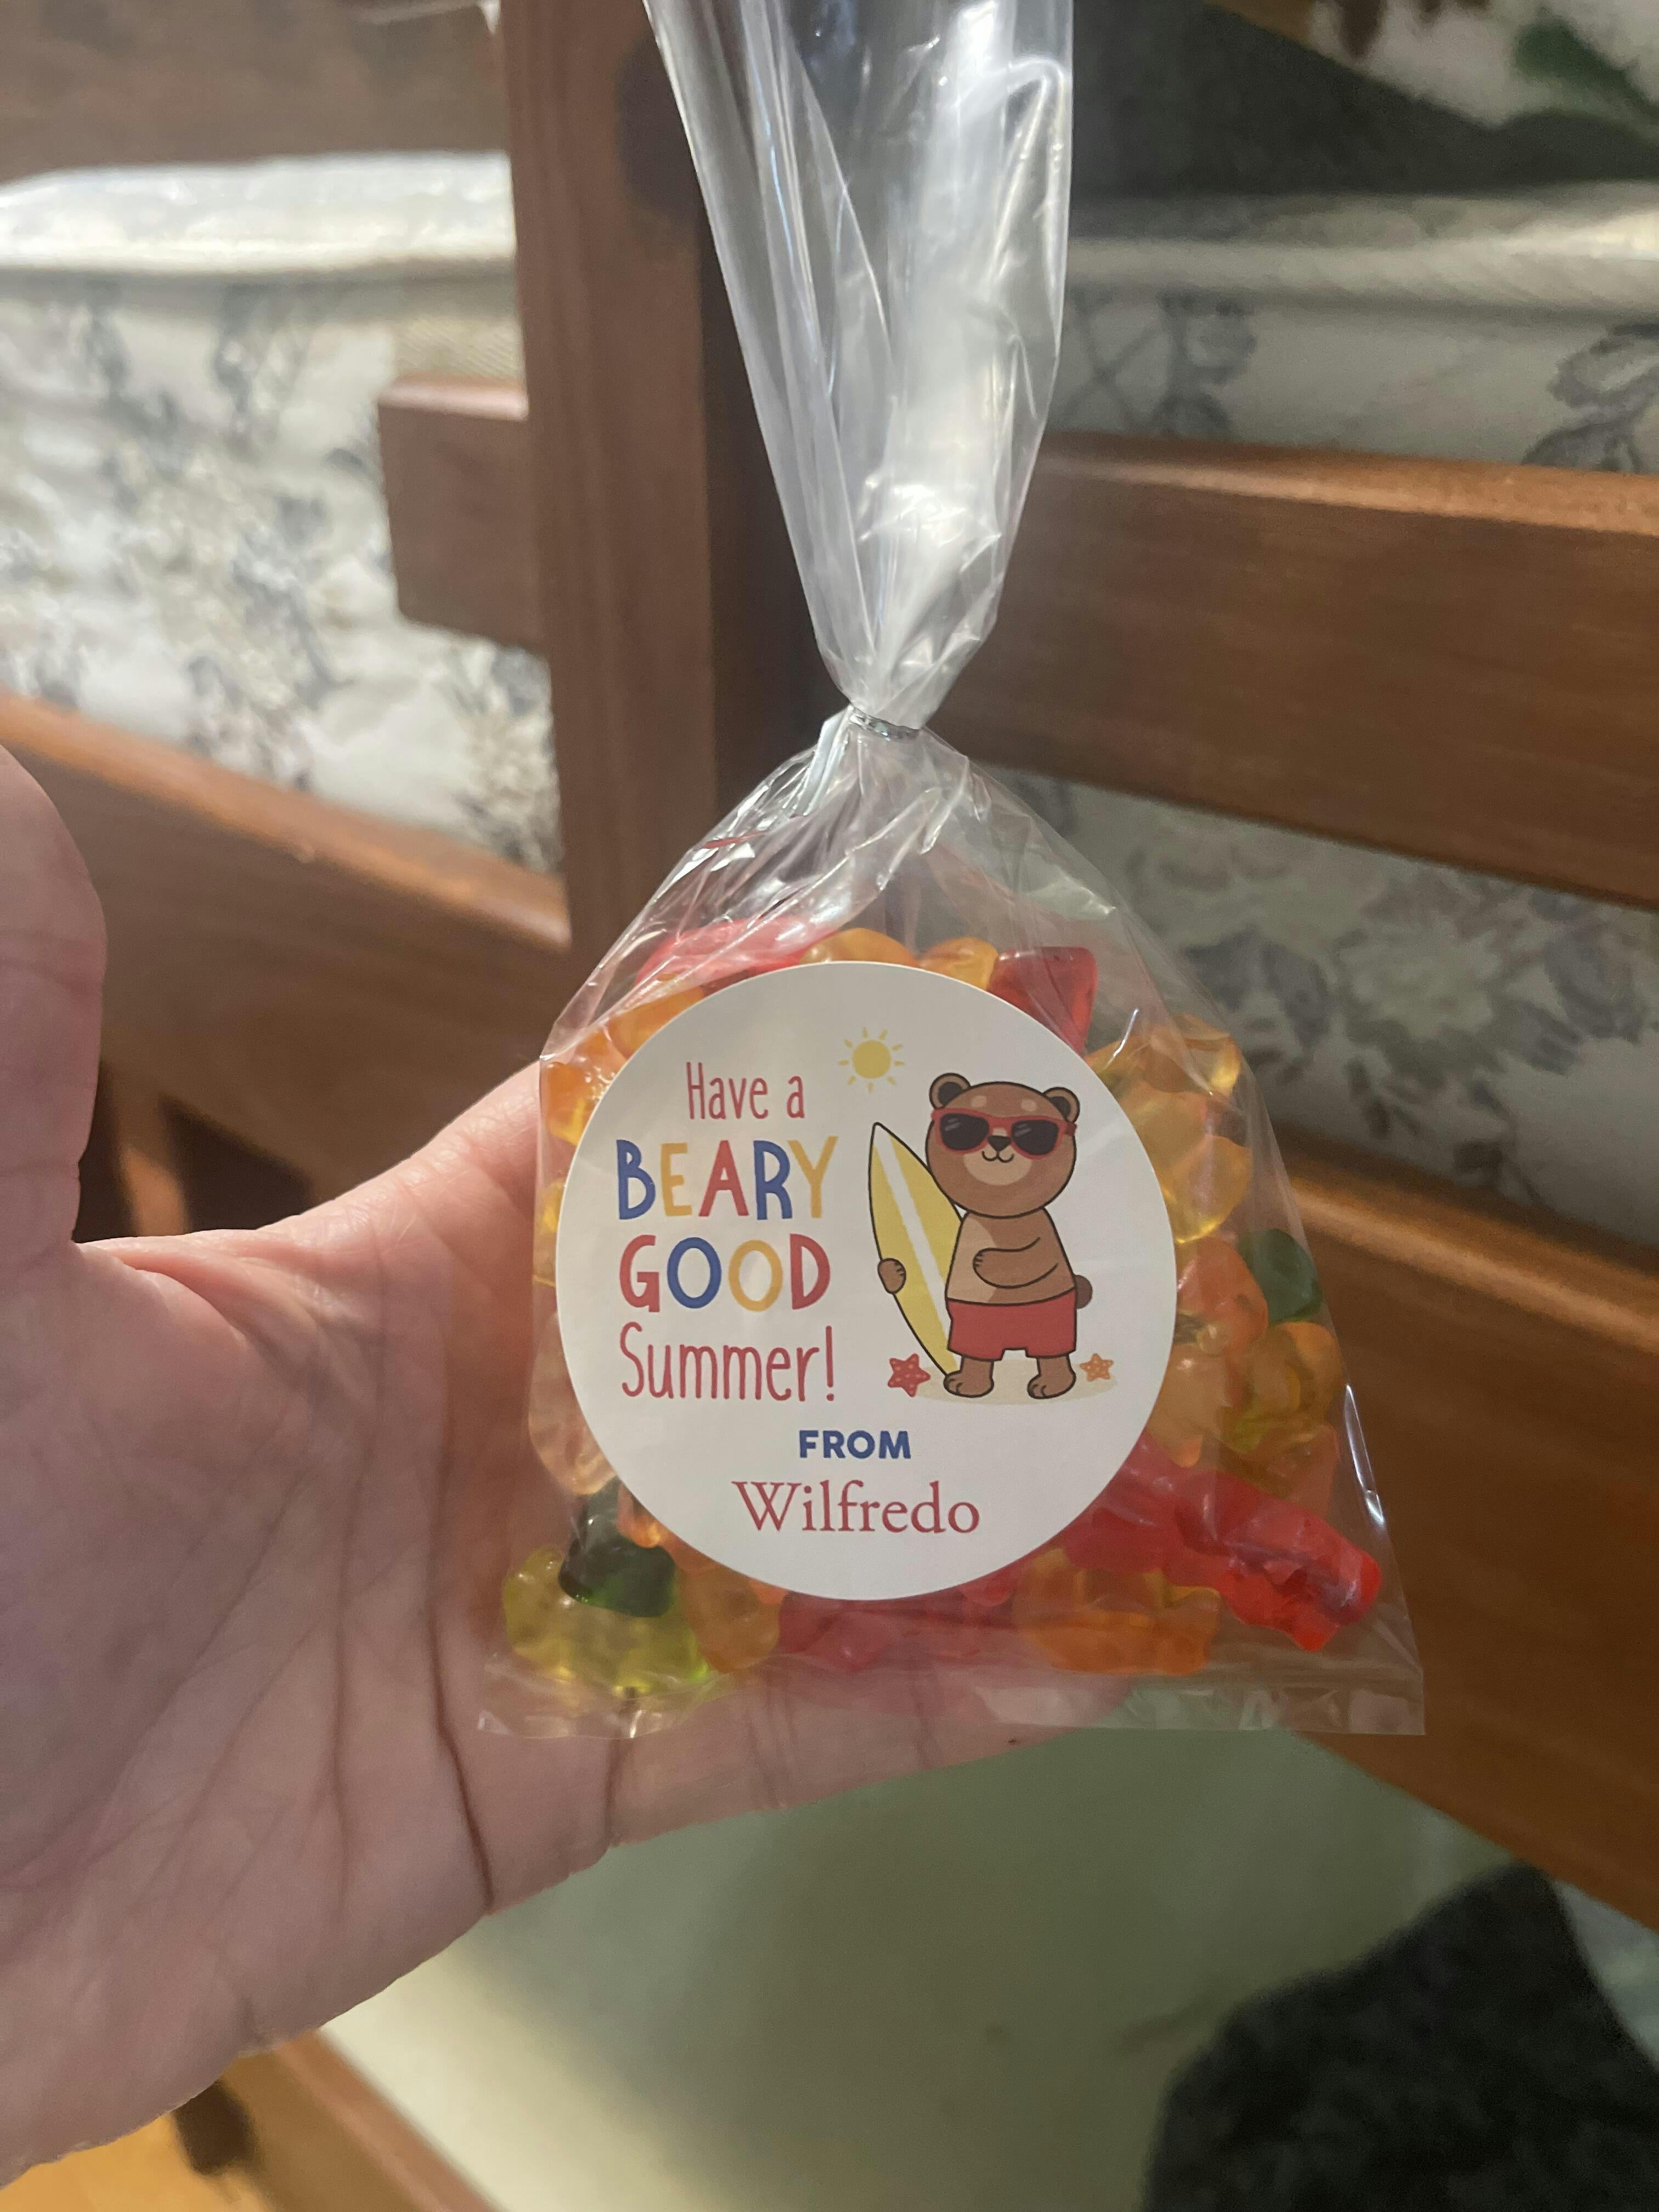 Have a
BEARY
GOOD
Summer!
FROM
Wilfredo